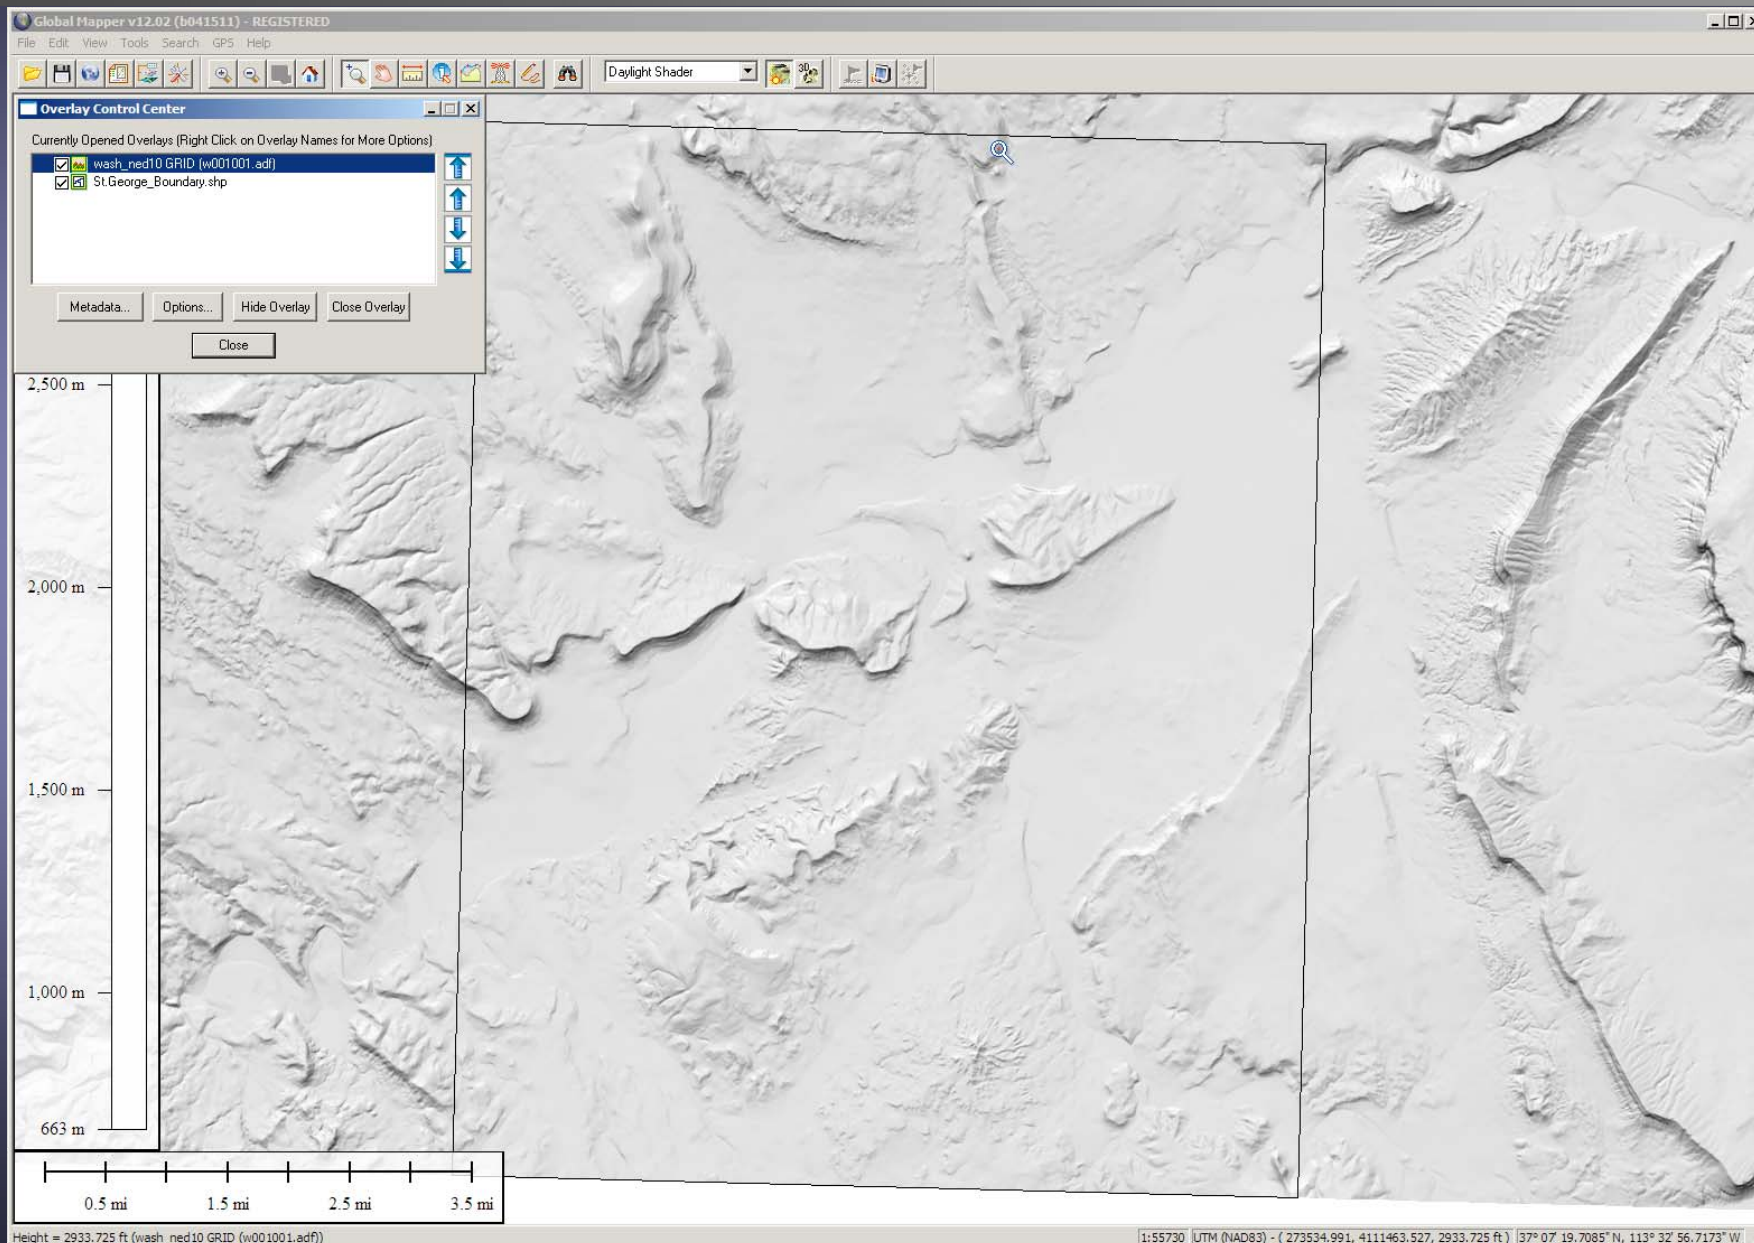 Global Mapper v12.02 (b041511) - REGISTERED
File Edit View Tools Search GPS Help
3D
Daylight Shader
Overlay Control Center
Currently Opened Overlays (Right Click on Overlay Names for More Options)
wash_ned10 GRID (w001001.adf)
St.George_Boundary.shp
Metadata... Options... Hide Overlay Close Overlay
Close
2,500 m
2,000 m
1,500 m
1,000 m
663 m
0.5 mi 1.5 mi 2.5 mi 3.5 mi
Height = 2933.725 ft (wash_ned10 GRID (w001001.adf))
1:55730 UTM (NAD83) - ( 273534.991, 4111463.527, 2933.725 ft ) 37° 07' 19.7085" N, 113° 32' 56.7173" W